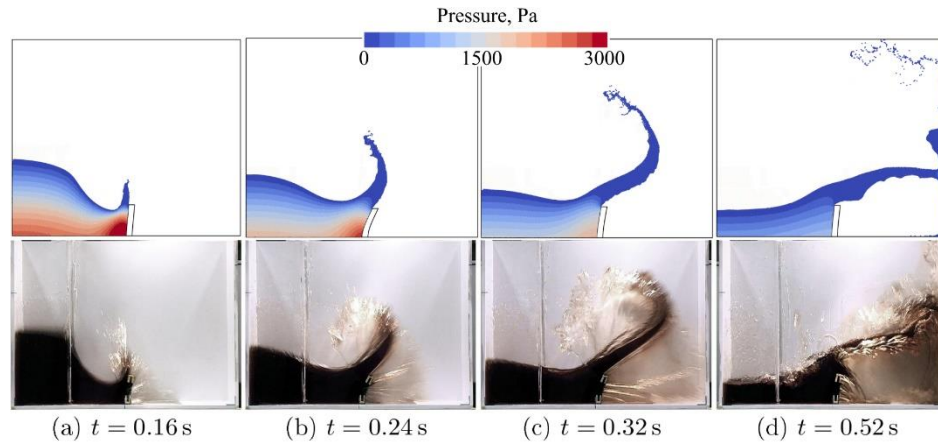 Pressure, Pa
0 1500 3000
(a) t = 0.16 s (b) t = 0.24 s (c) t = 0.32 s (d) t = 0.52 s